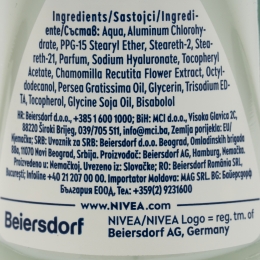 Ingredients/Sastojci/Ingredi-
ente/Състав: Aqua, Aluminum Chlorohy-
drate, PPG-15 Stearyl Ether, Steareth-2, Stea-
reth-21, Parfum, Sodium Hyaluronate, Tocopheryl
Acetate, Chamomilla Recutita Flower Extract, Octyl-
dodecanol, Persea Gratissima Oil, Glycerin, Trisodium ED-
TA, Tocopherol, Glycine Soja Oil, Bisabolol
HR: Beiersdorf d.o.o., +385 1 600 1000; BiH: MCI d.o.o., Visoka Glavica 2C,
88220 Široki Brijeg, 039/705 511, info@mci.ba, Zemlja porijekla: EU/
Njemačka; SRB: Uvoznik za SRB: Beiersdorf d.o.o. Beograd, Omladinskih brigada
88a, 11070 Novi Beograd, Srbija. Proizvođač: Beiersdorf AG, Hamburg, Nemačka.
Proizvedeno u: Nemačkoj. Uvezeno iz: Slovenije. RO: Beiersdorf România SRL,
București. Infoline +40 21 207 00 00. Importator Moldova: MAG SRL. BG: Байерсдорф
България ЕООД, Тел: +359(2) 9231600
www.NIVEA.com
Beiersdorf
NIVEA/NIVEA Logo = reg. tm. of
Beiersdorf AG, Germany